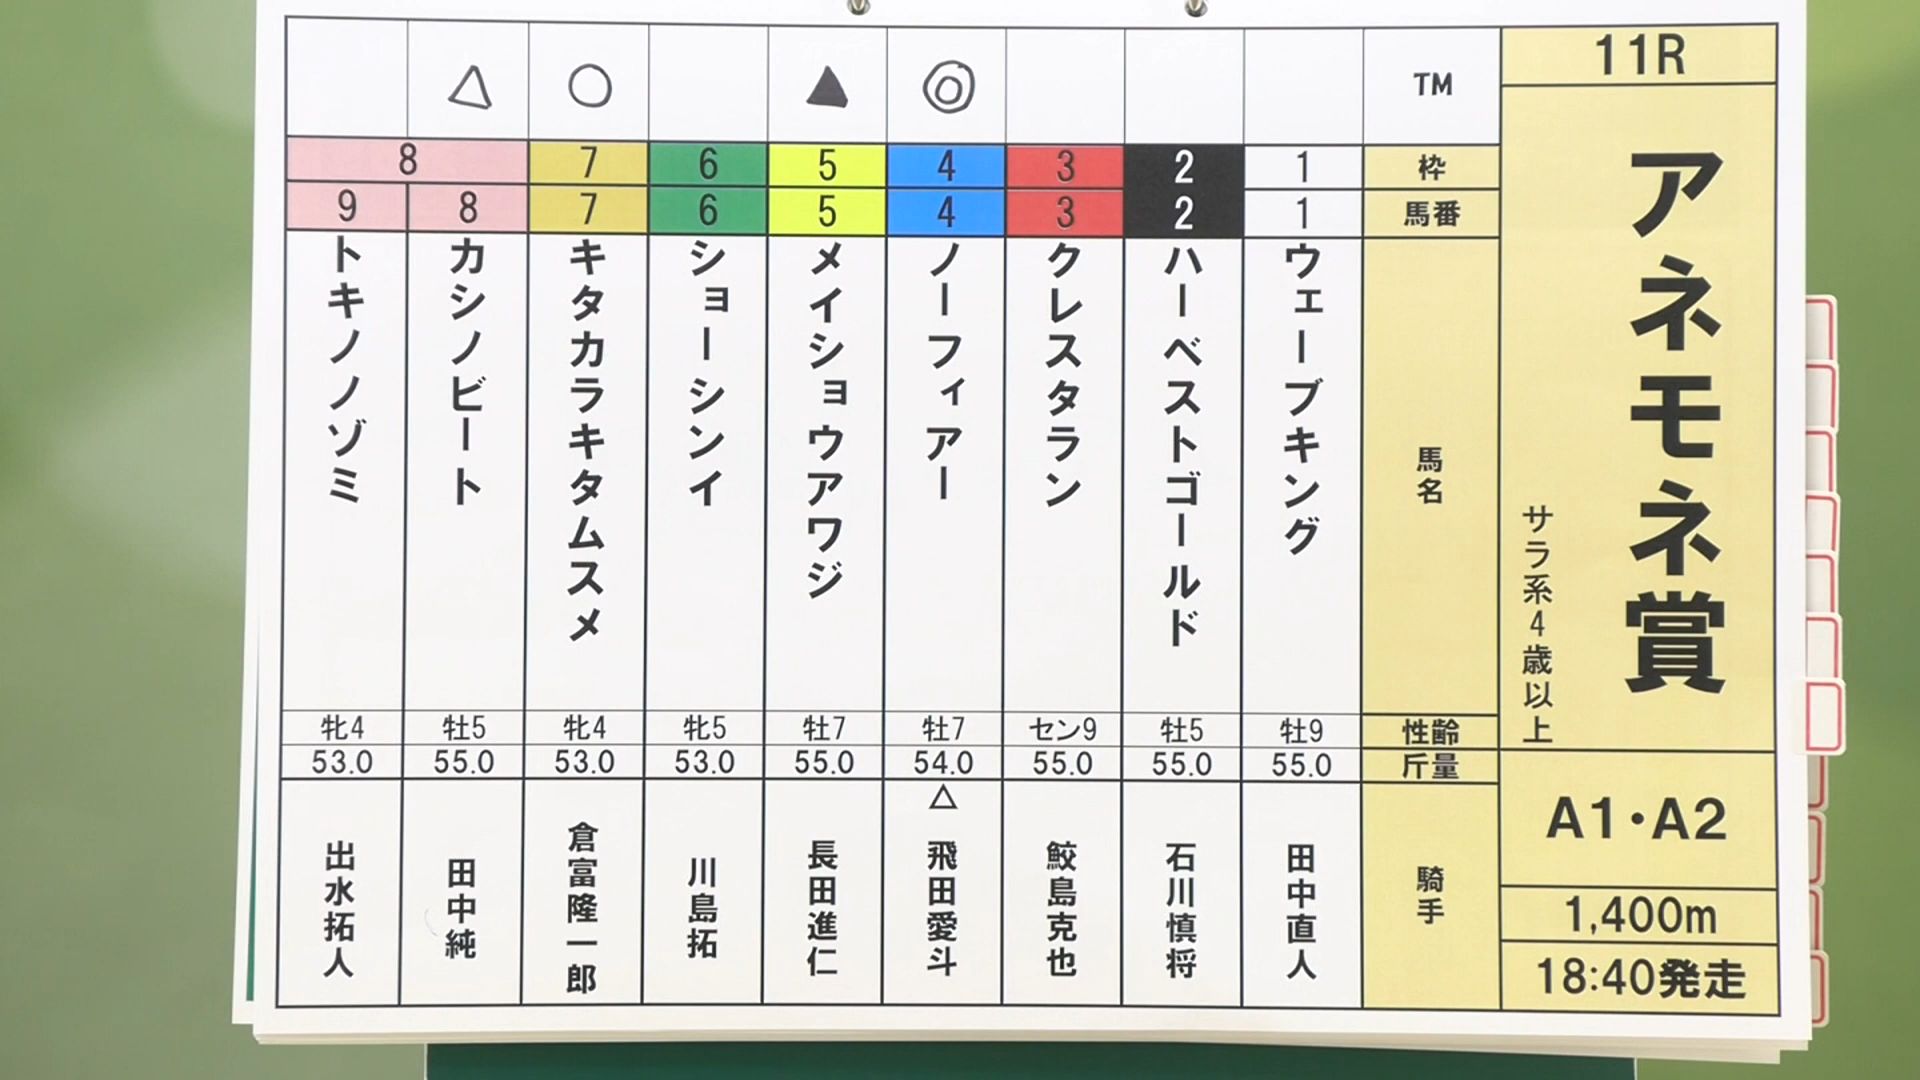 11R
アネモネ賞
サラ系4歳以上
A1・A2
1,400m
18:40発走
TM
◎ ▲ ○ △
枠 1 2 3 4 5 6 7 8
馬番 1 2 3 4 5 6 7 8 9
馬名
ウェーブキング
ハーベストゴールド
クレスタラン
ノーフィアー
メイショウアワジ
ショーシンイ
キタカラキタムスメ
カシノビート
トキノノゾミ
性齢 牡9 牡5 セン9 牡7 牡7 牝5 牝4 牡5 牝4
斤量 55.0 55.0 55.0 54.0 55.0 53.0 53.0 55.0 53.0
騎手
田中直人
石川慎将
鮫島克也
△飛田愛斗
長田進仁
川島拓
倉富隆一郎
田中純
出水拓人